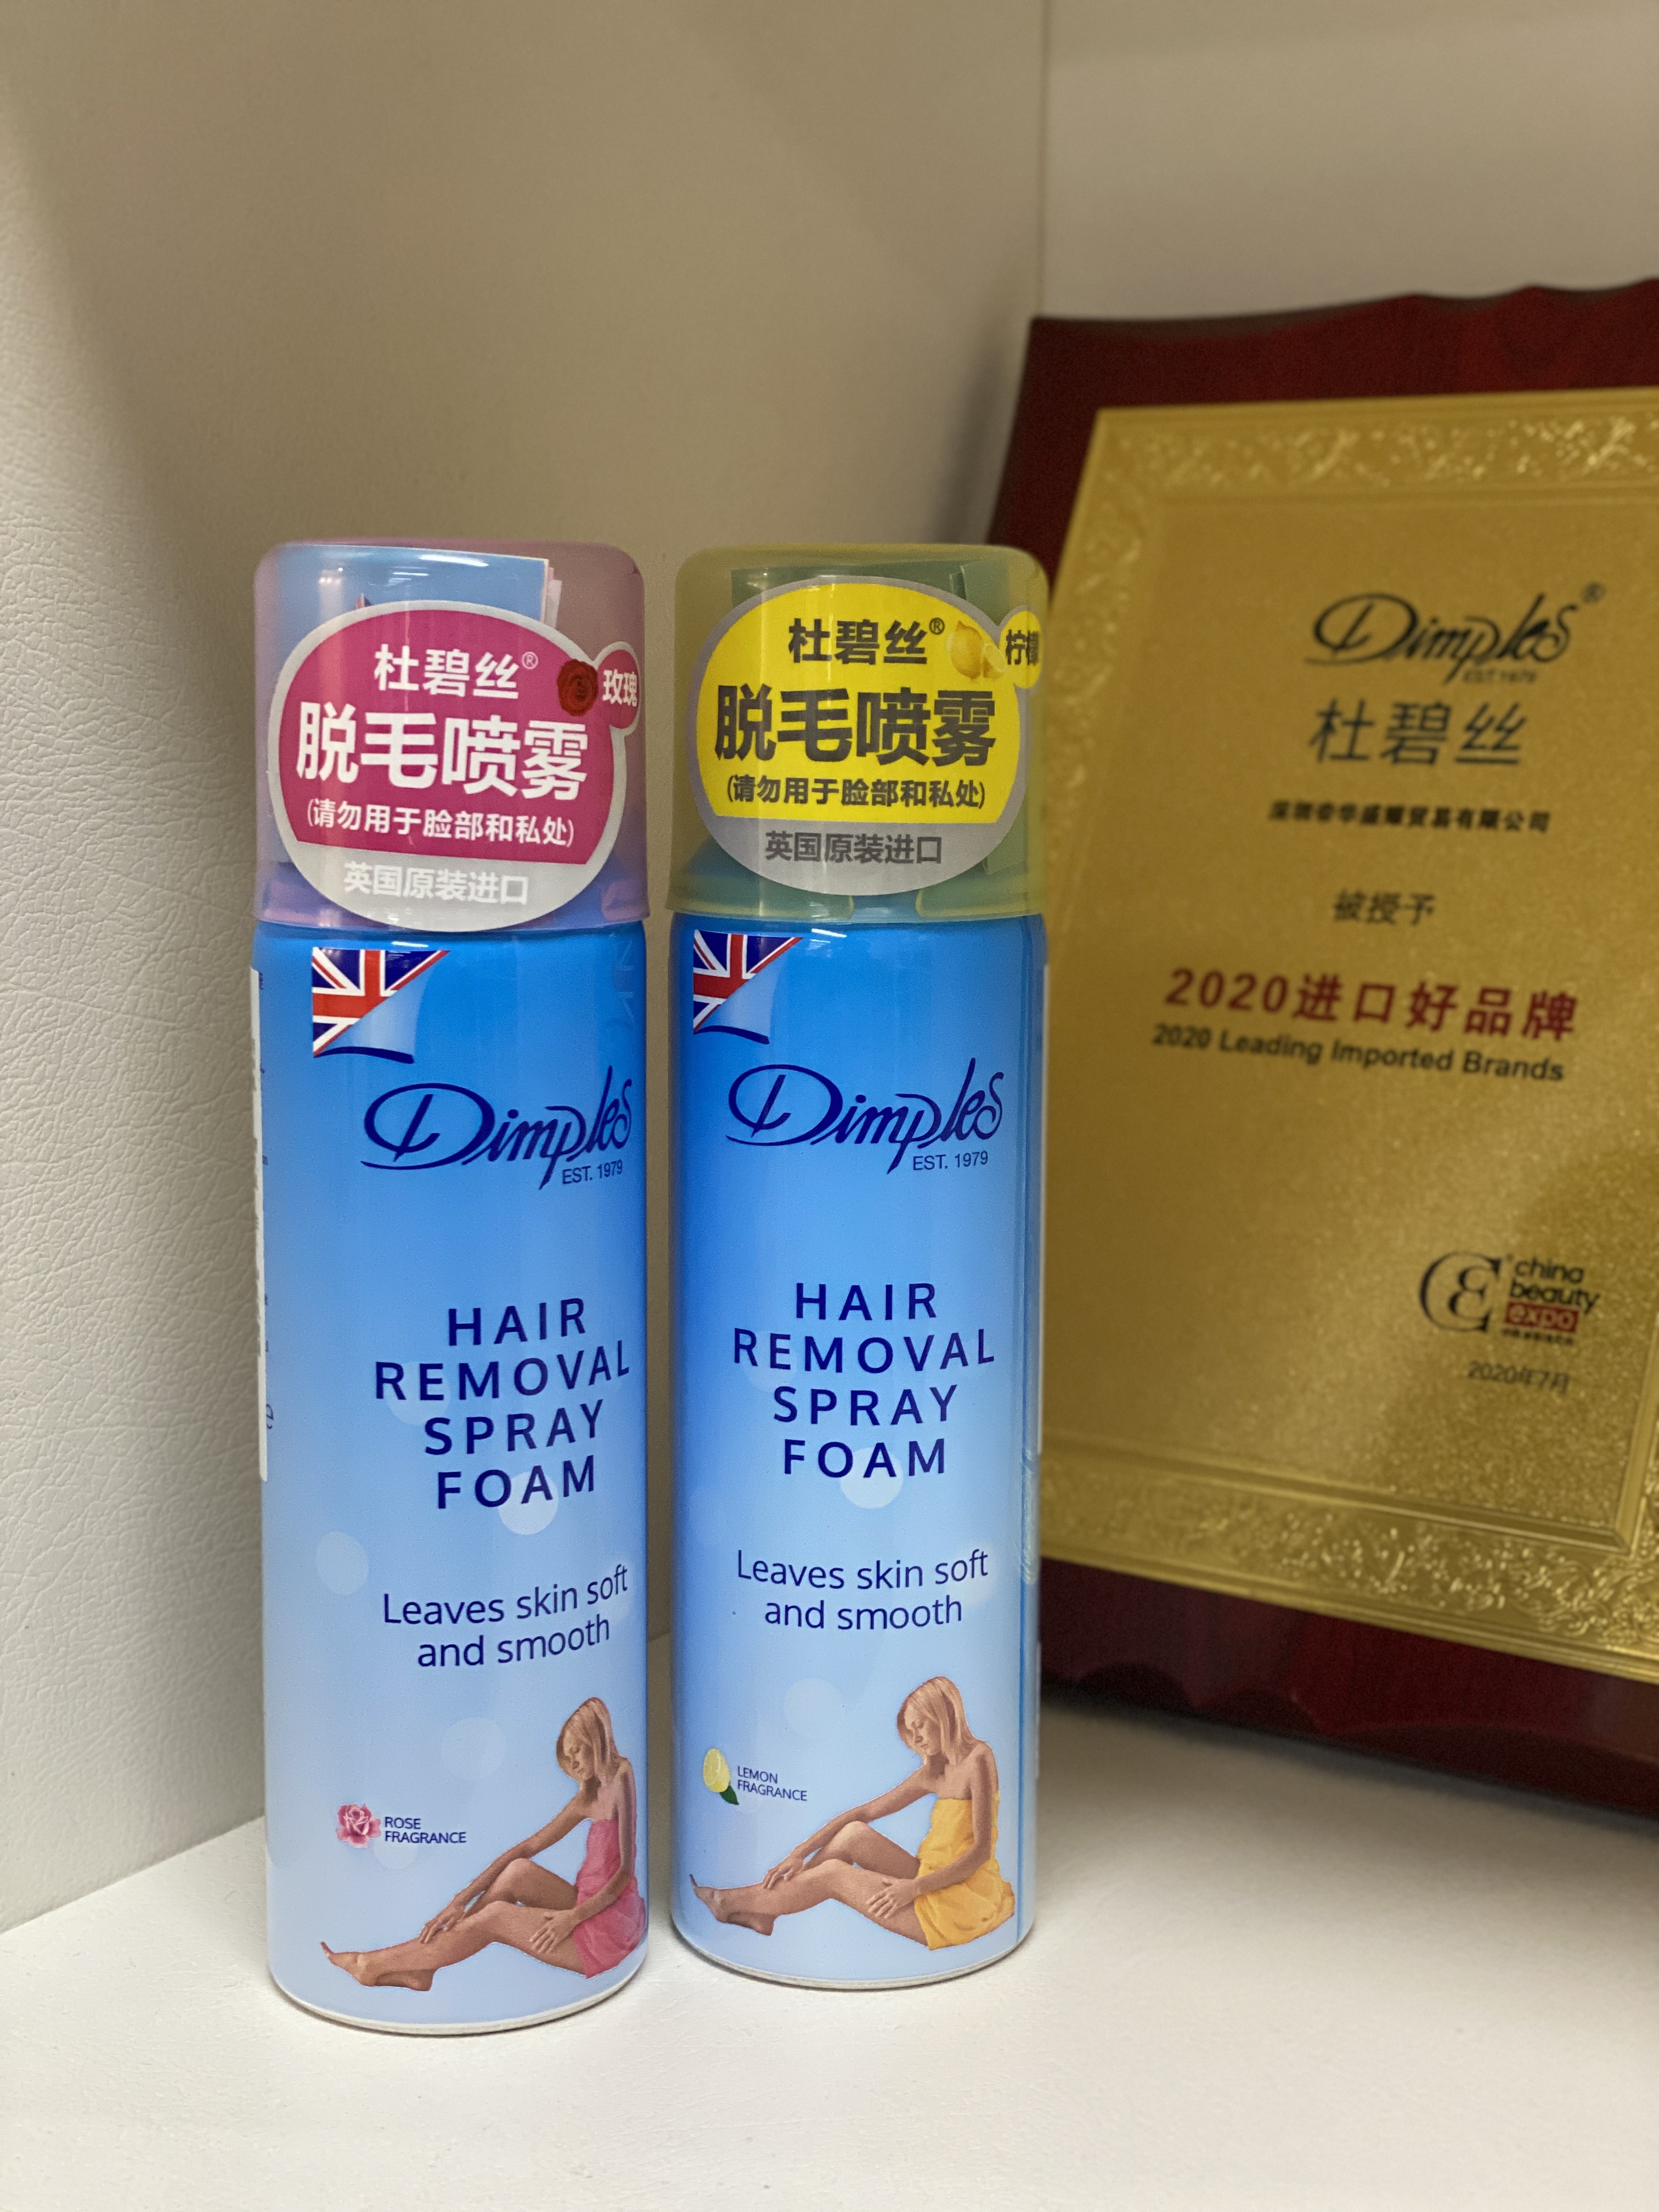 杜碧丝®
玫瑰
脱毛喷雾
(请勿用于脸部和私处)
英国原装进口
Dimples
EST. 1979
HAIR
REMOVAL
SPRAY
FOAM
Leaves skin soft
and smooth
ROSE
FRAGRANCE
杜碧丝®
柠檬
脱毛喷雾
(请勿用于脸部和私处)
英国原装进口
Dimples
EST. 1979
HAIR
REMOVAL
SPRAY
FOAM
Leaves skin soft
and smooth
LEMON
FRAGRANCE
Dimples®
EST 1979
杜碧丝
被授予
2020进口好品牌
2020 Leading Imported Brands
china
beauty
expo
2020年7月